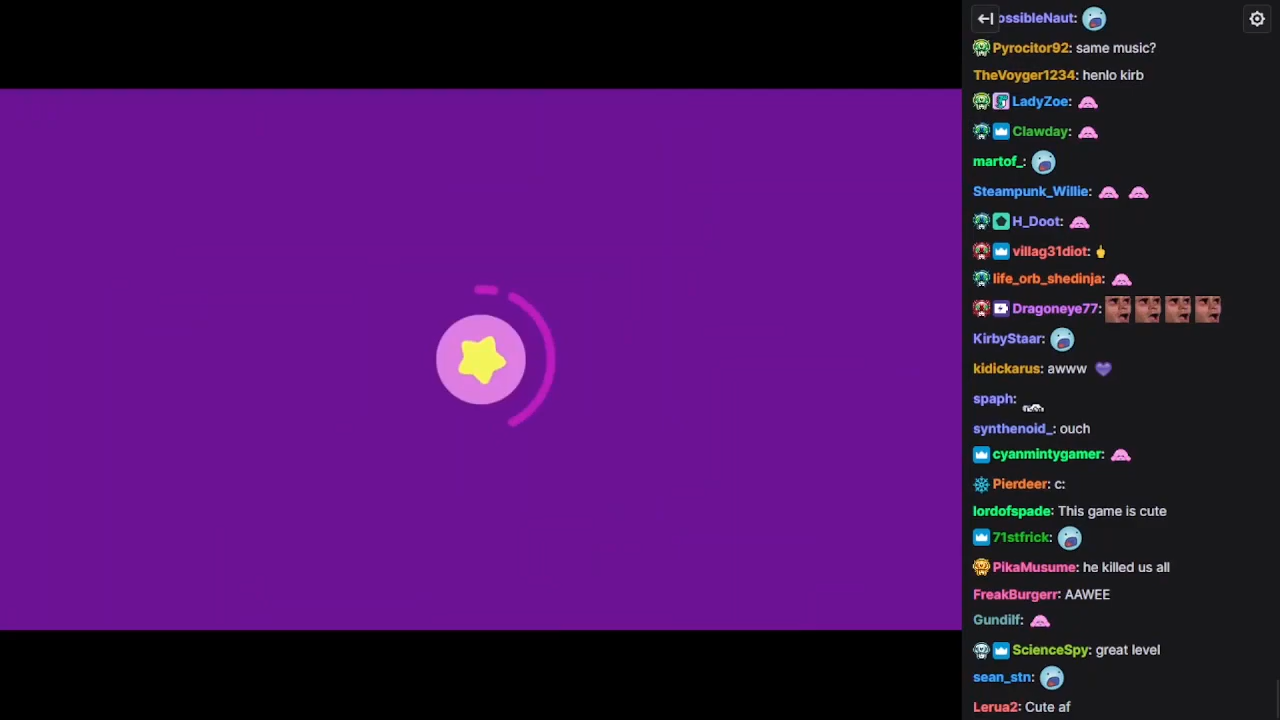 ossibleNaut:
Pyrocitor92: same music?
TheVoyger1234: henlo kirb
LadyZoe:
Clawday:
martof_:
Steampunk_Willie:
H_Doot:
villag31diot:
life_orb_shedinja:
Dragoneye77:
KirbyStaar:
kidickarus: awww
spaph:
synthenoid_: ouch
cyanmintygamer:
Pierdeer: c:
lordofspade: This game is cute
71stfrick:
PikaMusume: he killed us all
FreakBurgerr: AAWEE
Gundilf:
ScienceSpy: great level
sean_stn:
Lerua2: Cute af